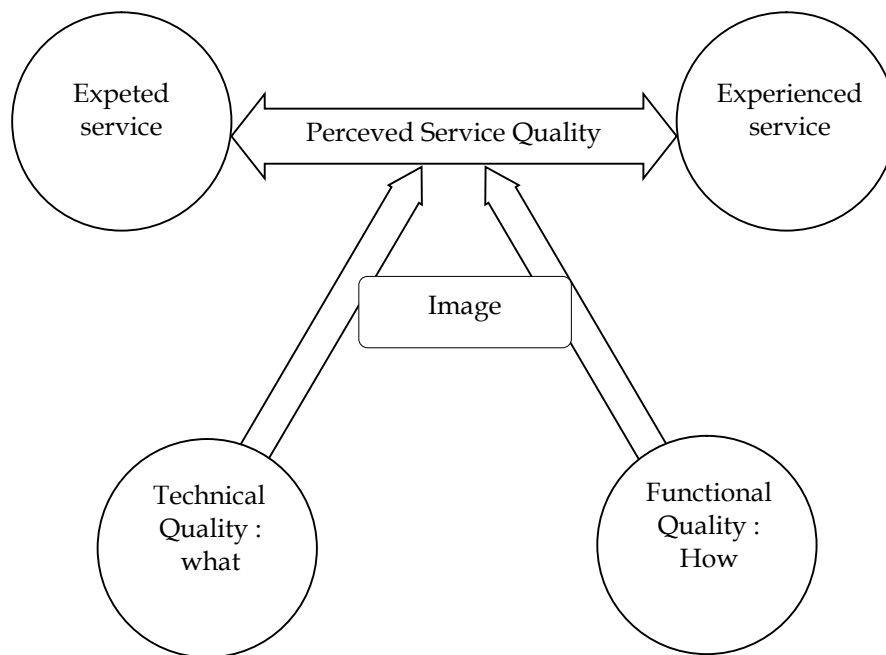 Expeted
service
Perceved Service Quality
Experienced
service
Image
Technical
Quality :
what
Functional
Quality :
How